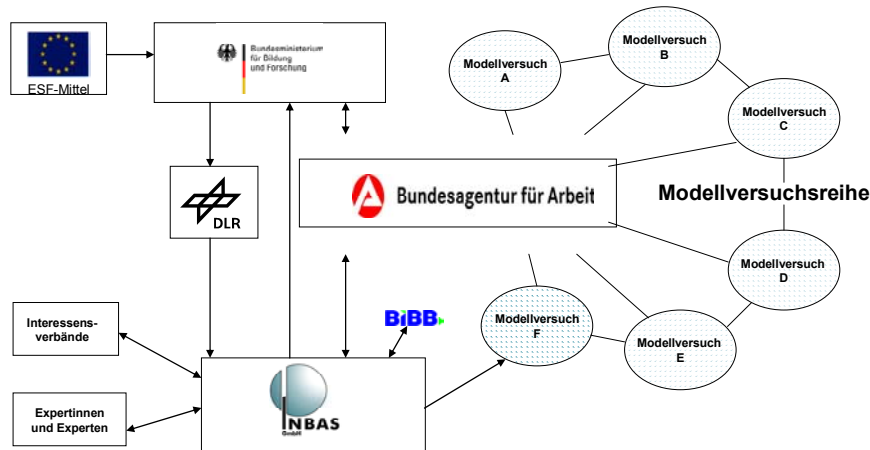 ESF-Mittel
Bundesministerium
für Bildung
und Forschung
Modellversuch
A
Modellversuch
B
Modellversuch
C
DLR
Bundesagentur für Arbeit
Modellversuchsreihe
Modellversuch
D
Interessens-
verbände
BiBB
Modellversuch
F
Modellversuch
E
Expertinnen
und Experten
INBAS
GmbH